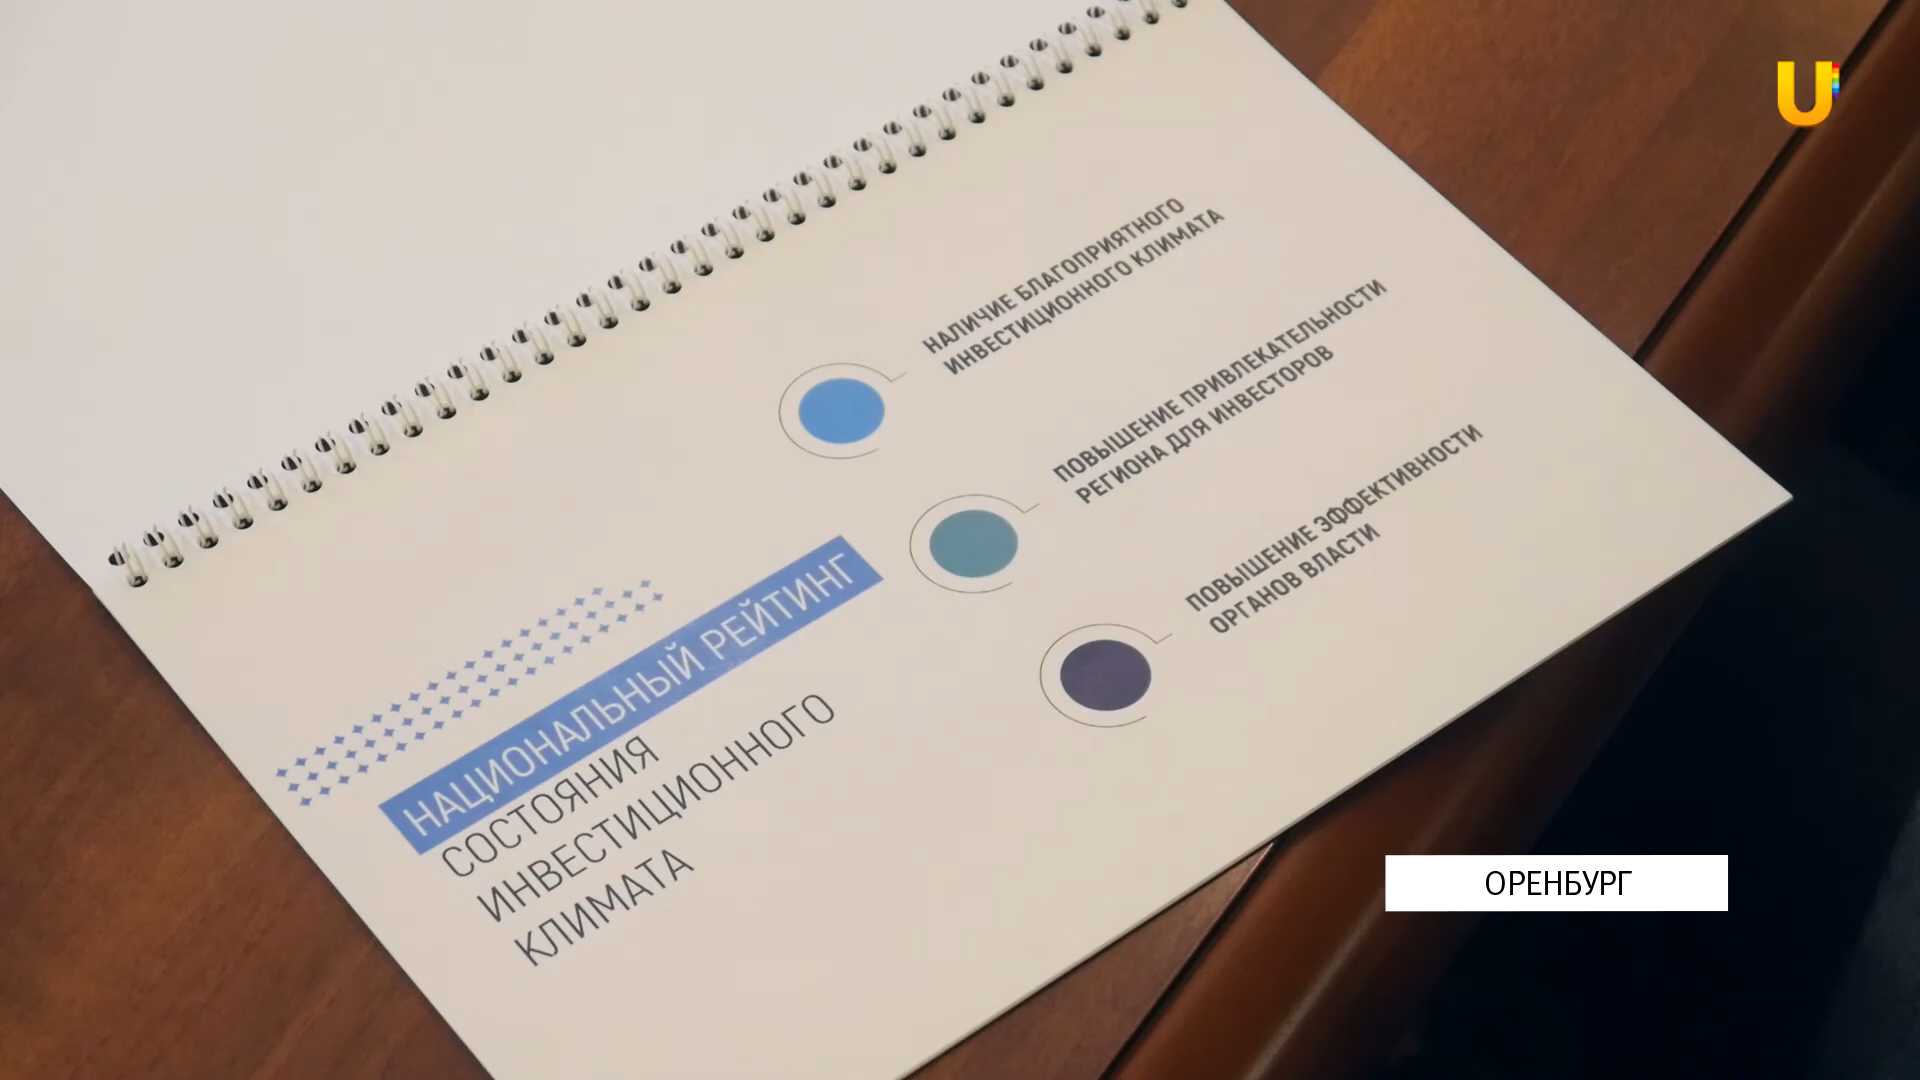 U
НАЛИЧИЕ БЛАГОПРИЯТНОГО
ИНВЕСТИЦИОННОГО КЛИМАТА
ПОВЫШЕНИЕ ПРИВЛЕКАТЕЛЬНОСТИ
РЕГИОНА ДЛЯ ИНВЕСТОРОВ
ПОВЫШЕНИЕ ЭФФЕКТИВНОСТИ
ОРГАНОВ ВЛАСТИ
НАЦИОНАЛЬНЫЙ РЕЙТИНГ
СОСТОЯНИЯ
ИНВЕСТИЦИОННОГО
КЛИМАТА
ОРЕНБУРГ